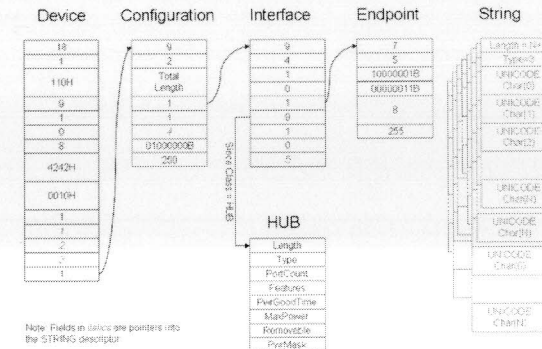 Device
18
1
110H
9
1
0
8
4242H
0010H
1
1
2
1
Configuration
9
2
Total
Length
1
1
4
01000000B
250
Interface
9
4
1
0
1
9
1
0
5
Since Class = HUB
Endpoint
7
5
10000001B
00000011B
8
255
HUB
Length
Type
PortCount
Features
PwrGoodTime
MaxPower
Removable
PwrMask
String
Type=3
UNICODE
Char(0)
UNICODE
Char(1)
UNICODE
Char(2)
UNICODE
UNICODE
Char(N)
UNICODE
UNICODE
Char(N)
Note: Fields in italics are pointers into
the STRING descriptor